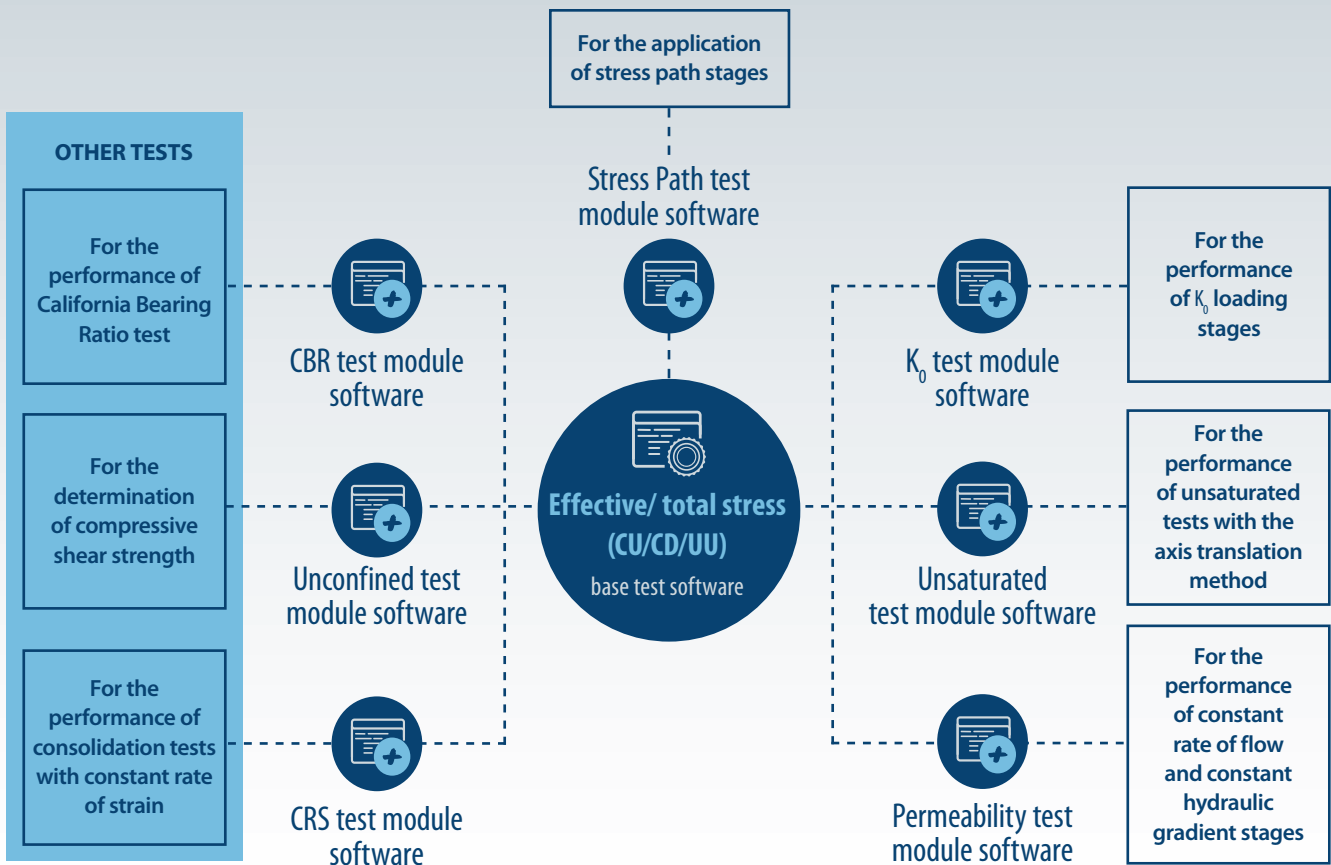 For the application
of stress path stages
Stress Path test
module software
OTHER TESTS
For the
performance of
California Bearing
Ratio test
CBR test module
software
For the
determination
of compressive
shear strength
Unconfined test
module software
For the
performance of
consolidation tests
with constant rate
of strain
CRS test module
software
Effective/ total stress
(CU/CD/UU)
base test software
K₀ test module
software
For the
performance
of K₀ loading
stages
Unsaturated
test module software
For the
performance
of unsaturated
tests with the
axis translation
method
Permeability test
module software
For the
performance
of constant
rate of flow
and constant
hydraulic
gradient stages